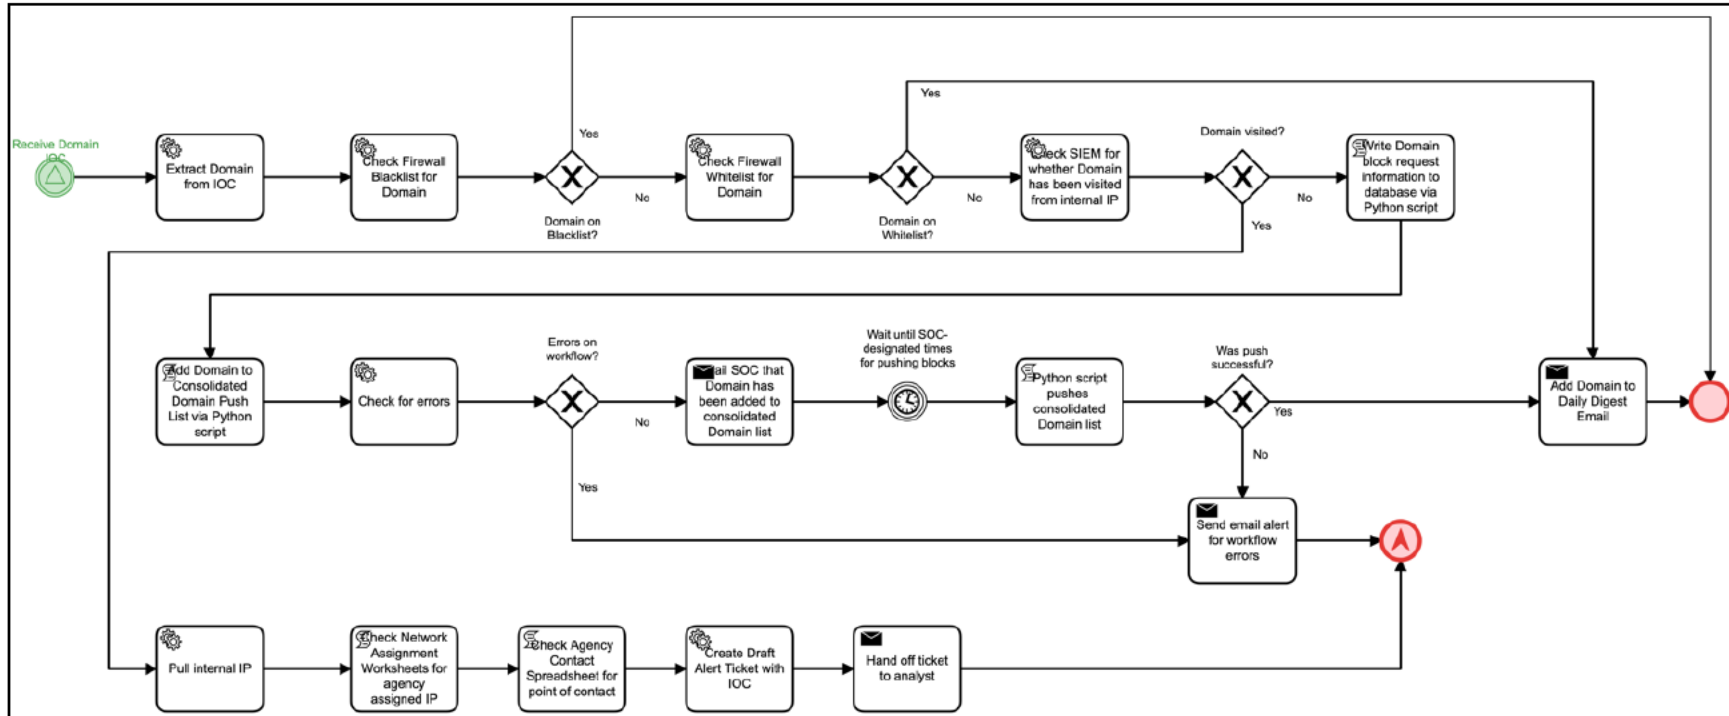 Receive Domain
IOC
Extract Domain
from IOC
Check Firewall
Blacklist for
Domain
Yes
No
Domain on
Blacklist?
Check Firewall
Whitelist for
Domain
Yes
No
Domain on
Whitelist?
Check SIEM for
whether Domain
has been visited
from internal IP
Domain visited?
No
Yes
Write Domain
block request
information to
database via
Python script
Add Domain to
Consolidated
Domain Push
List via Python
script
Check for errors
Errors on
workflow?
No
Yes
ail SOC that
Domain has
been added to
consolidated
Domain list
Wait until SOC-
designated times
for pushing blocks
Python script
pushes
consolidated
Domain list
Was push
successful?
Yes
No
Add Domain to
Daily Digest
Email
Send email alert
for workflow
errors
Pull internal IP
Check Network
Assignment
Worksheets for
agency
assigned IP
Check Agency
Contact
Spreadsheet for
point of contact
Create Draft
Alert Ticket with
IOC
Hand off ticket
to analyst